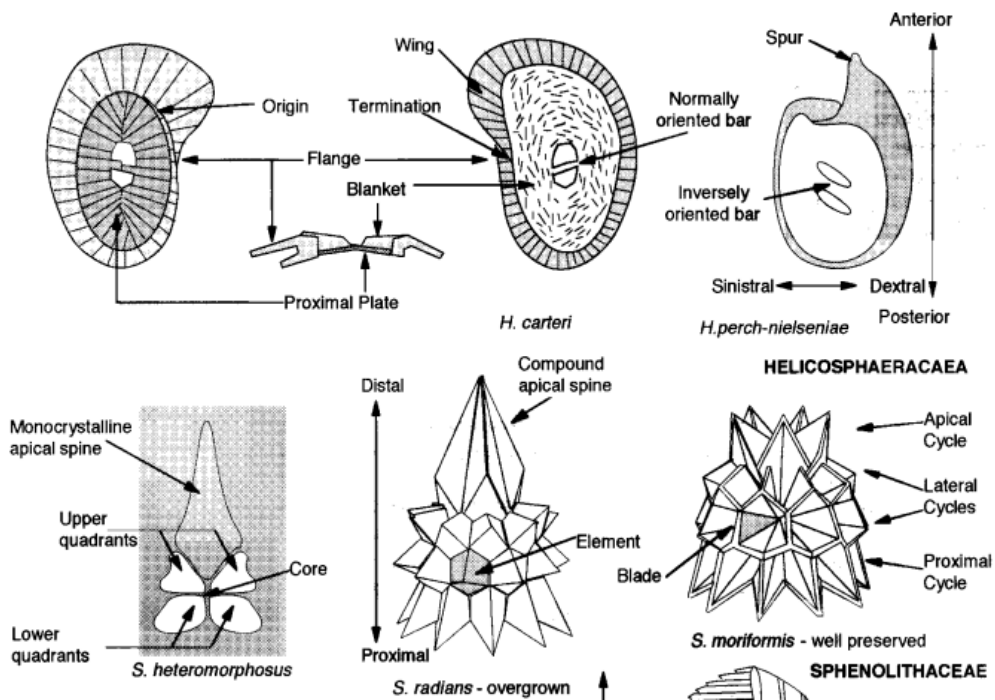 Anterior
Spur
Wing
Origin
Termination
Normally
oriented bar
Flange
Blanket
Inversely
oriented bar
Sinistral
Dextral
Proximal Plate
H. carteri
H.perch-nielseniae
Posterior
HELICOSPHAERACAEA
Distal
Compound
apical spine
Monocrystalline
apical spine
Apical
Cycle
Lateral
Cycles
Upper
quadrants
Core
Element
Blade
Proximal
Cycle
Lower
quadrants
Proximal
S. heteromorphosus
S. radians - overgrown
S. moriformis - well preserved
SPHENOLITHACEAE